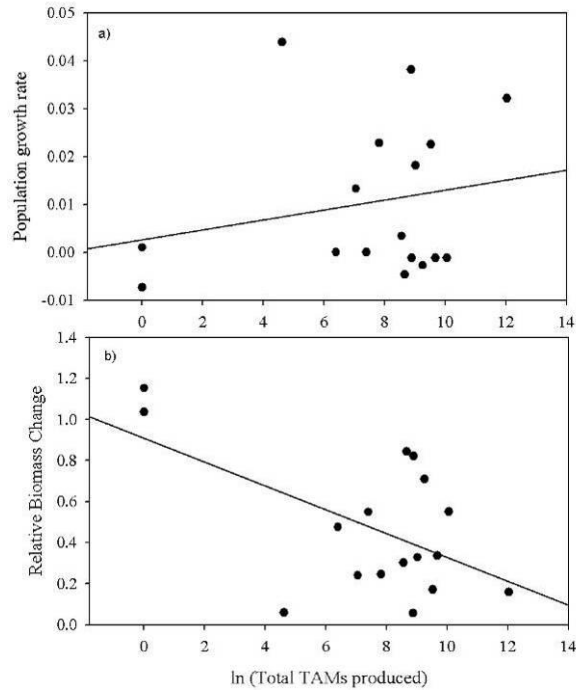 a)
Population growth rate
0.05
0.04
0.03
0.02
0.01
0.00
-0.01
0 2 4 6 8 10 12 14
b)
Relative Biomass Change
1.4
1.2
1.0
0.8
0.6
0.4
0.2
0.0
0 2 4 6 8 10 12 14
ln (Total TAMs produced)